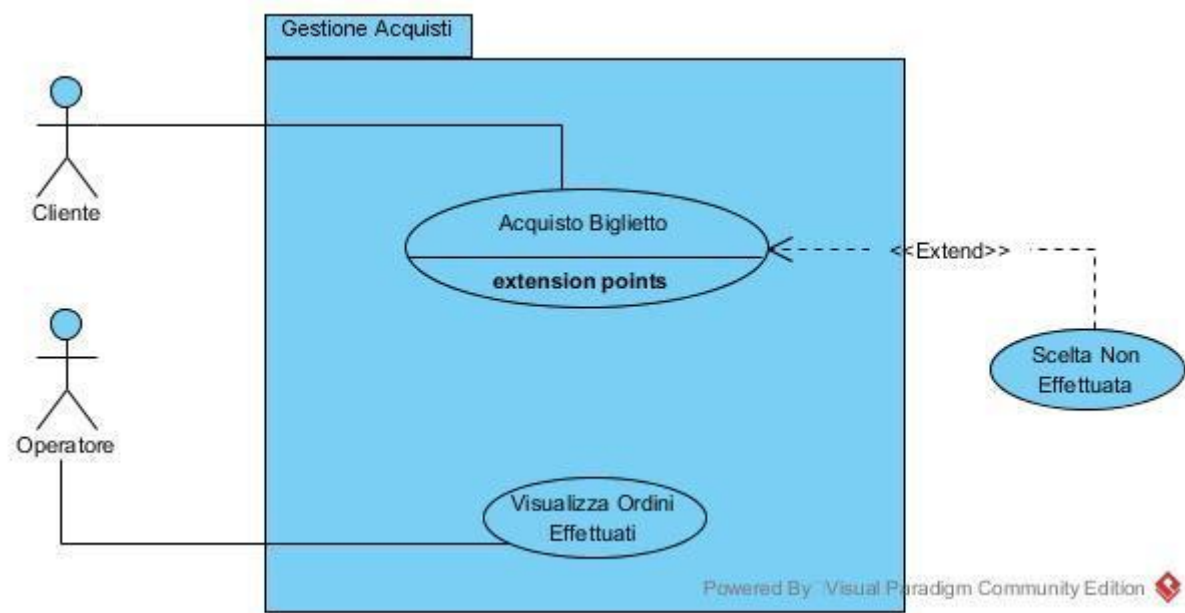 Gestione Acquisti
Cliente
Acquisto Biglietto
extension points
<<Extend>>
Scelta Non
Effettuata
Operatore
Visualiza Ordini
Effettuati
Powered By Visual Paradigm Community Edition